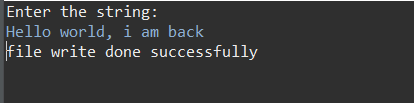 Enter the string:
Hello world, i am back
file write done successfully